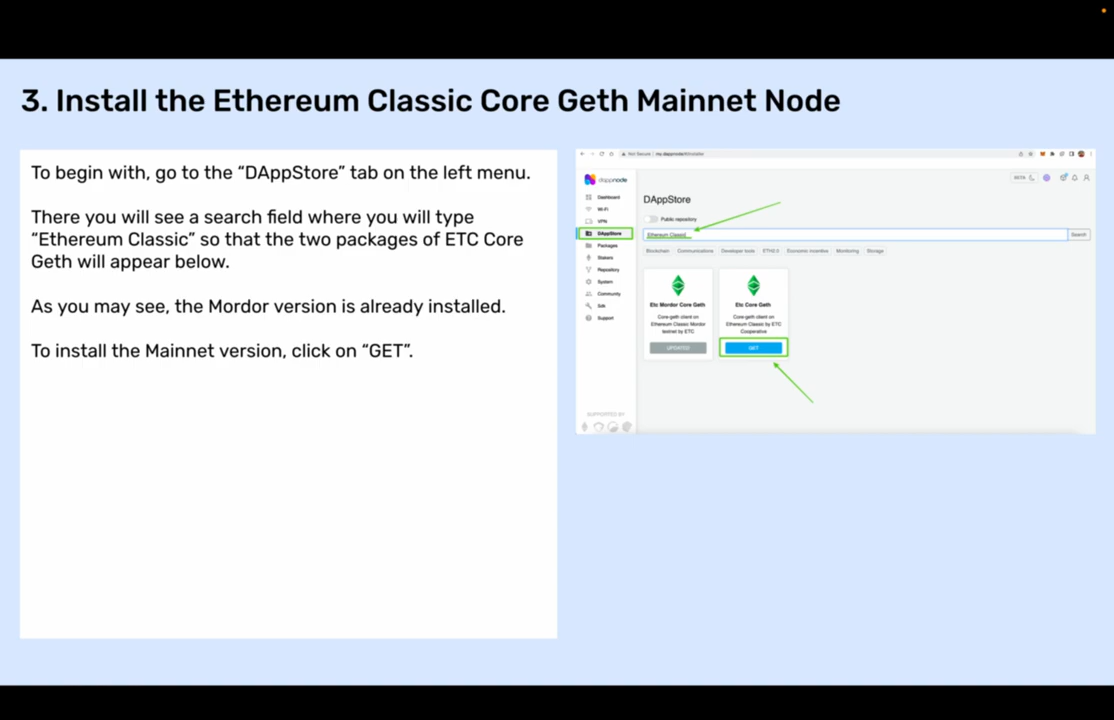 3. Install the Ethereum Classic Core Geth Mainnet Node
To begin with, go to the “DAppStore” tab on the left menu.
There you will see a search field where you will type
“Ethereum Classic” so that the two packages of ETC Core
Geth will appear below.
As you may see, the Mordor version is already installed.
To install the Mainnet version, click on “GET”.
Not Secure
my.dappnode/#/installer
dappnode
BETA
Dashboard
Wi-Fi
VPN
DAppStore
Packages
Stakers
Repository
System
Community
Sdk
Support
SUPPORTED BY
DAppStore
Public repository
Ethereum Classic
Search
Blockchain
Communications
Developer tools
ETH2.0
Economic incentive
Monitoring
Storage
Etc Mordor Core Geth
Core-geth client on
Ethereum Classic Mordor
testnet by ETC
UPDATED
Etc Core Geth
Core-geth client on
Ethereum Classic by ETC
Cooperative
GET